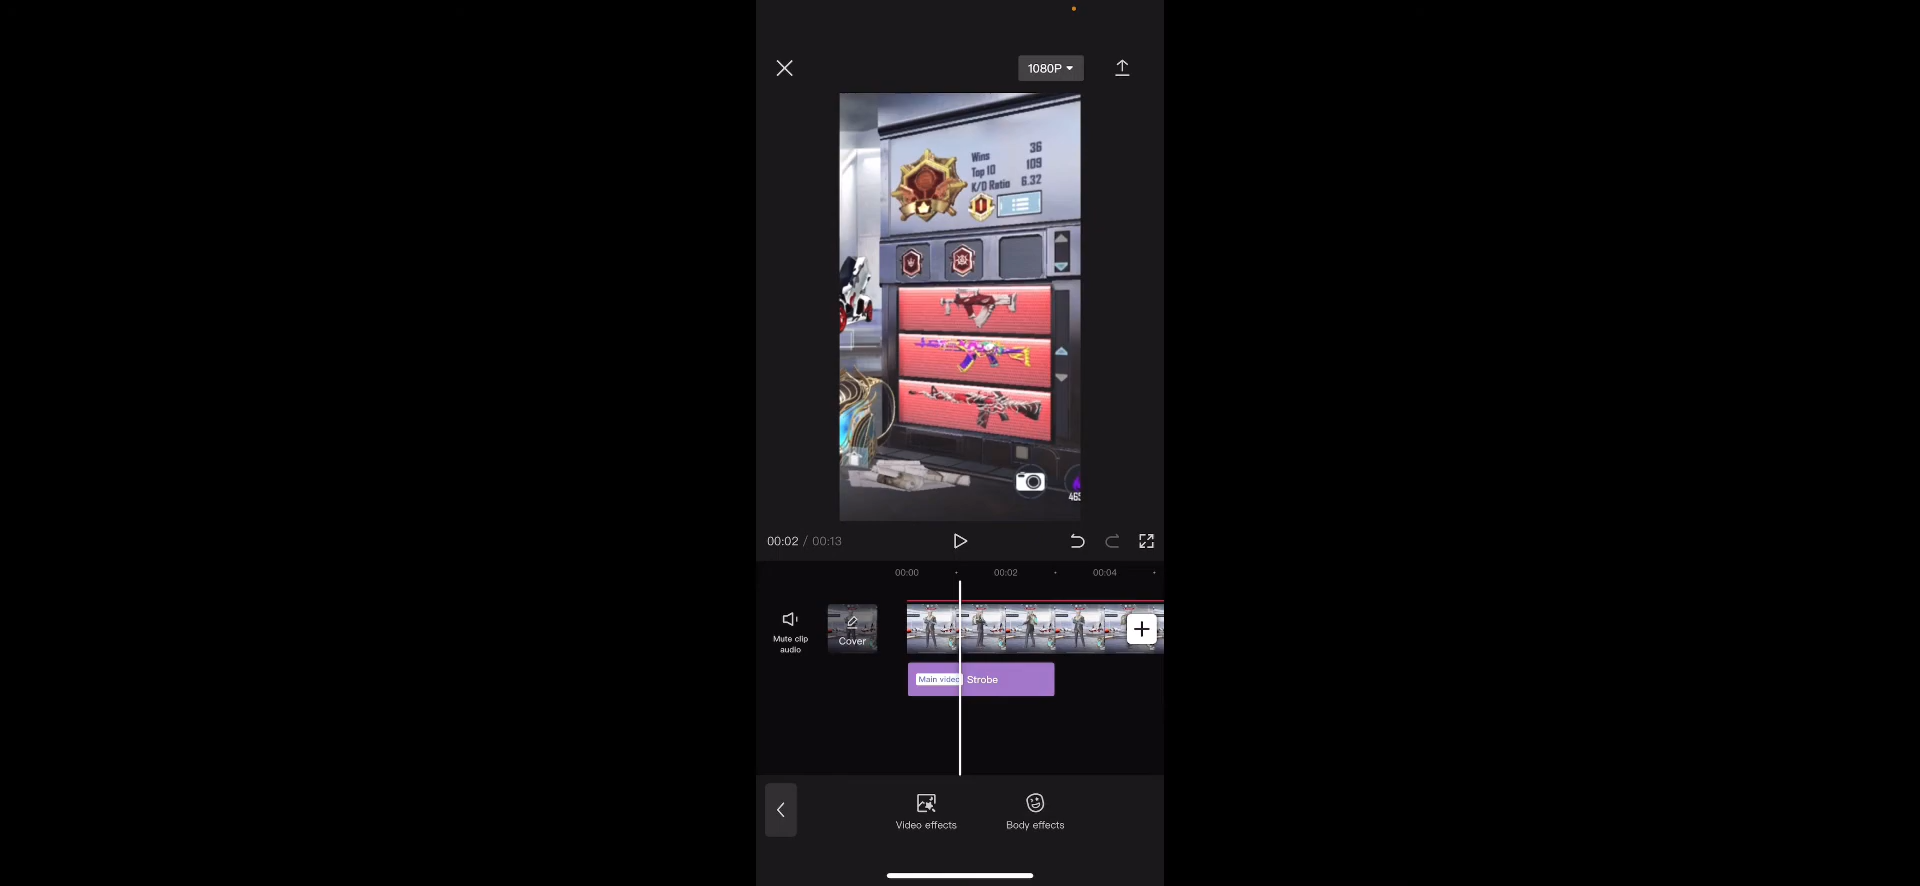 1080P
Wins 36
Top 10 109
K/D Ratio 6.32
00:02 / 00:13
00:00 00:02 00:04
Mute clip
audio
Cover
Main video Strobe
Video effects Body effects